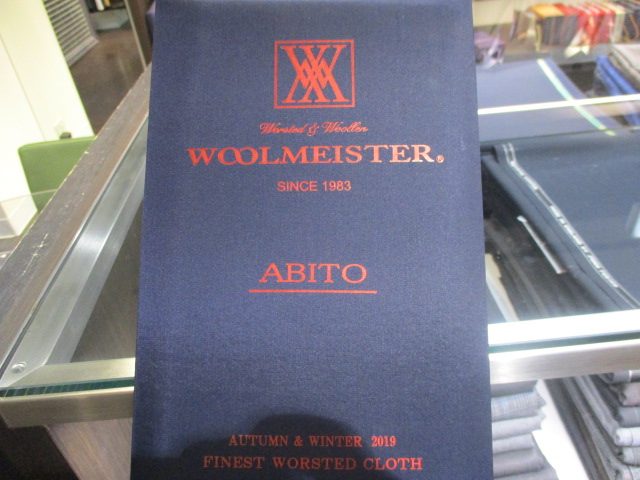 Worsted & Woollen
WOOLMEISTER®
SINCE 1983
ABITO
AUTUMN & WINTER 2019
FINEST WORSTED CLOTH